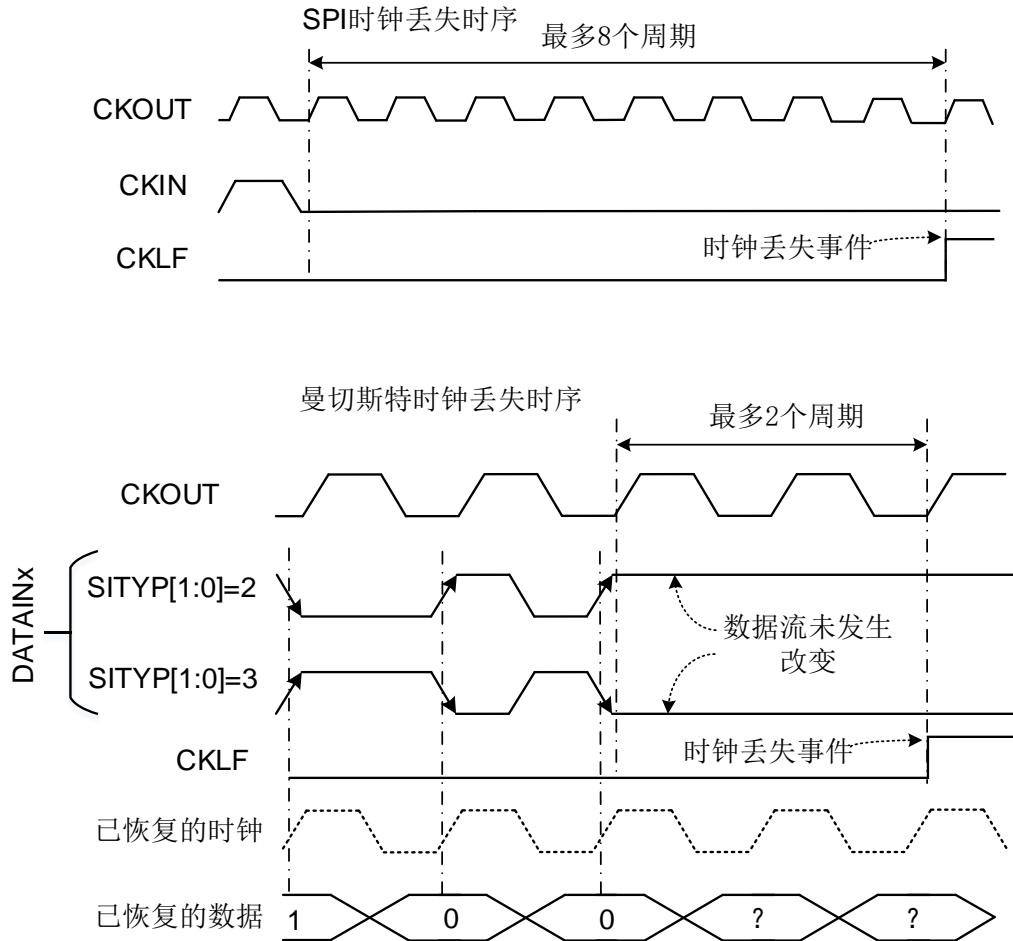 SPI时钟丢失时序
最多8个周期
CKOUT
CKIN
CKLF
时钟丢失事件
曼切斯特时钟丢失时序
最多2个周期
CKOUT
DATAINx
SITYP[1:0]=2
SITYP[1:0]=3
数据流未发生
改变
CKLF
时钟丢失事件
已恢复的时钟
已恢复的数据
1 0 0 ? ?